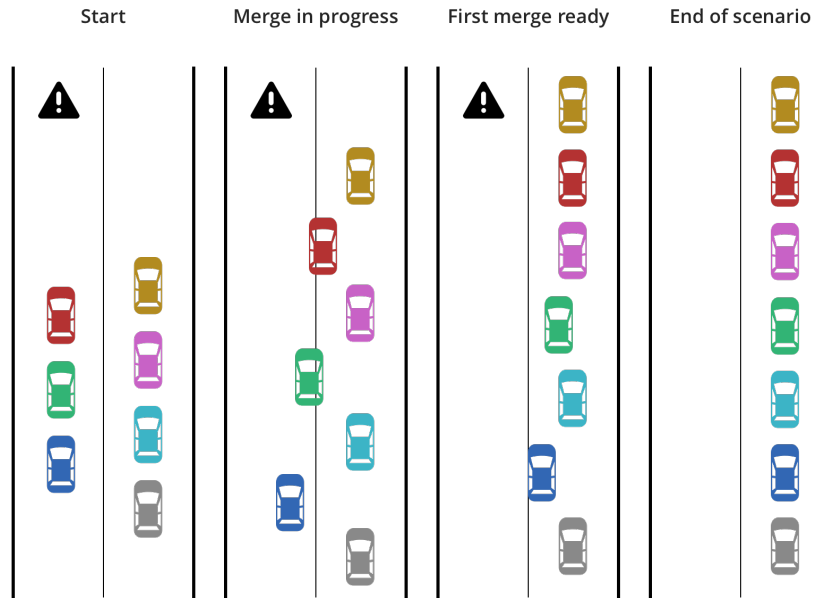 Start
Merge in progress
First merge ready
End of scenario